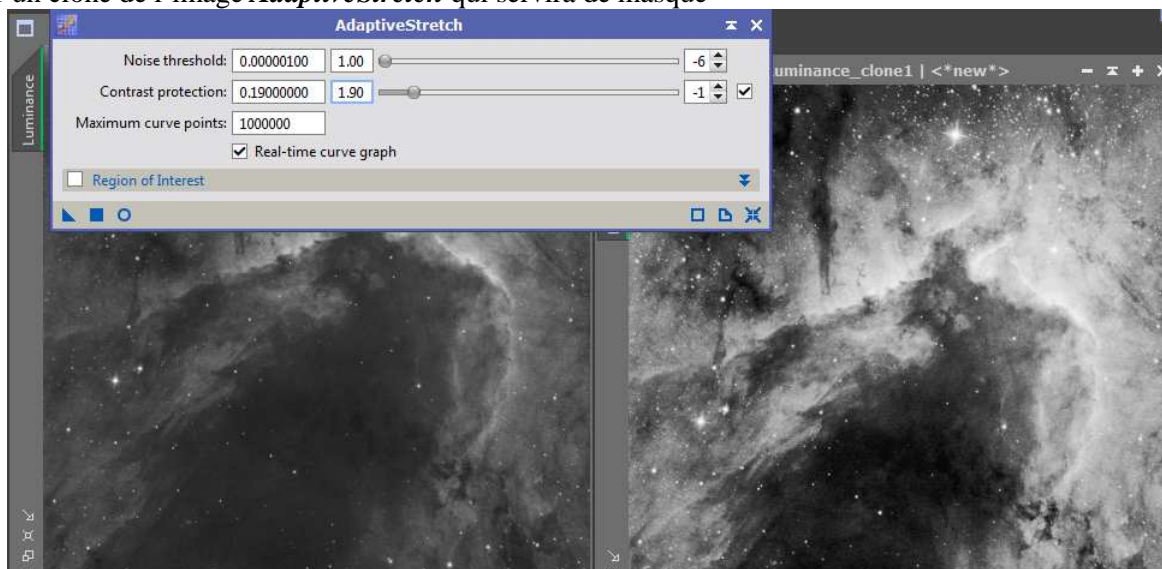 un clone de l'image AdaptiveStretch qui servira de masque
AdaptiveStretch
Noise threshold: 0.00000100 1.00 -6
uminance_clone1 | <*new*>
Contrast protection: 0.19000000 1.90 -1
Maximum curve points: 1000000
Real-time curve graph
Region of Interest
Luminance